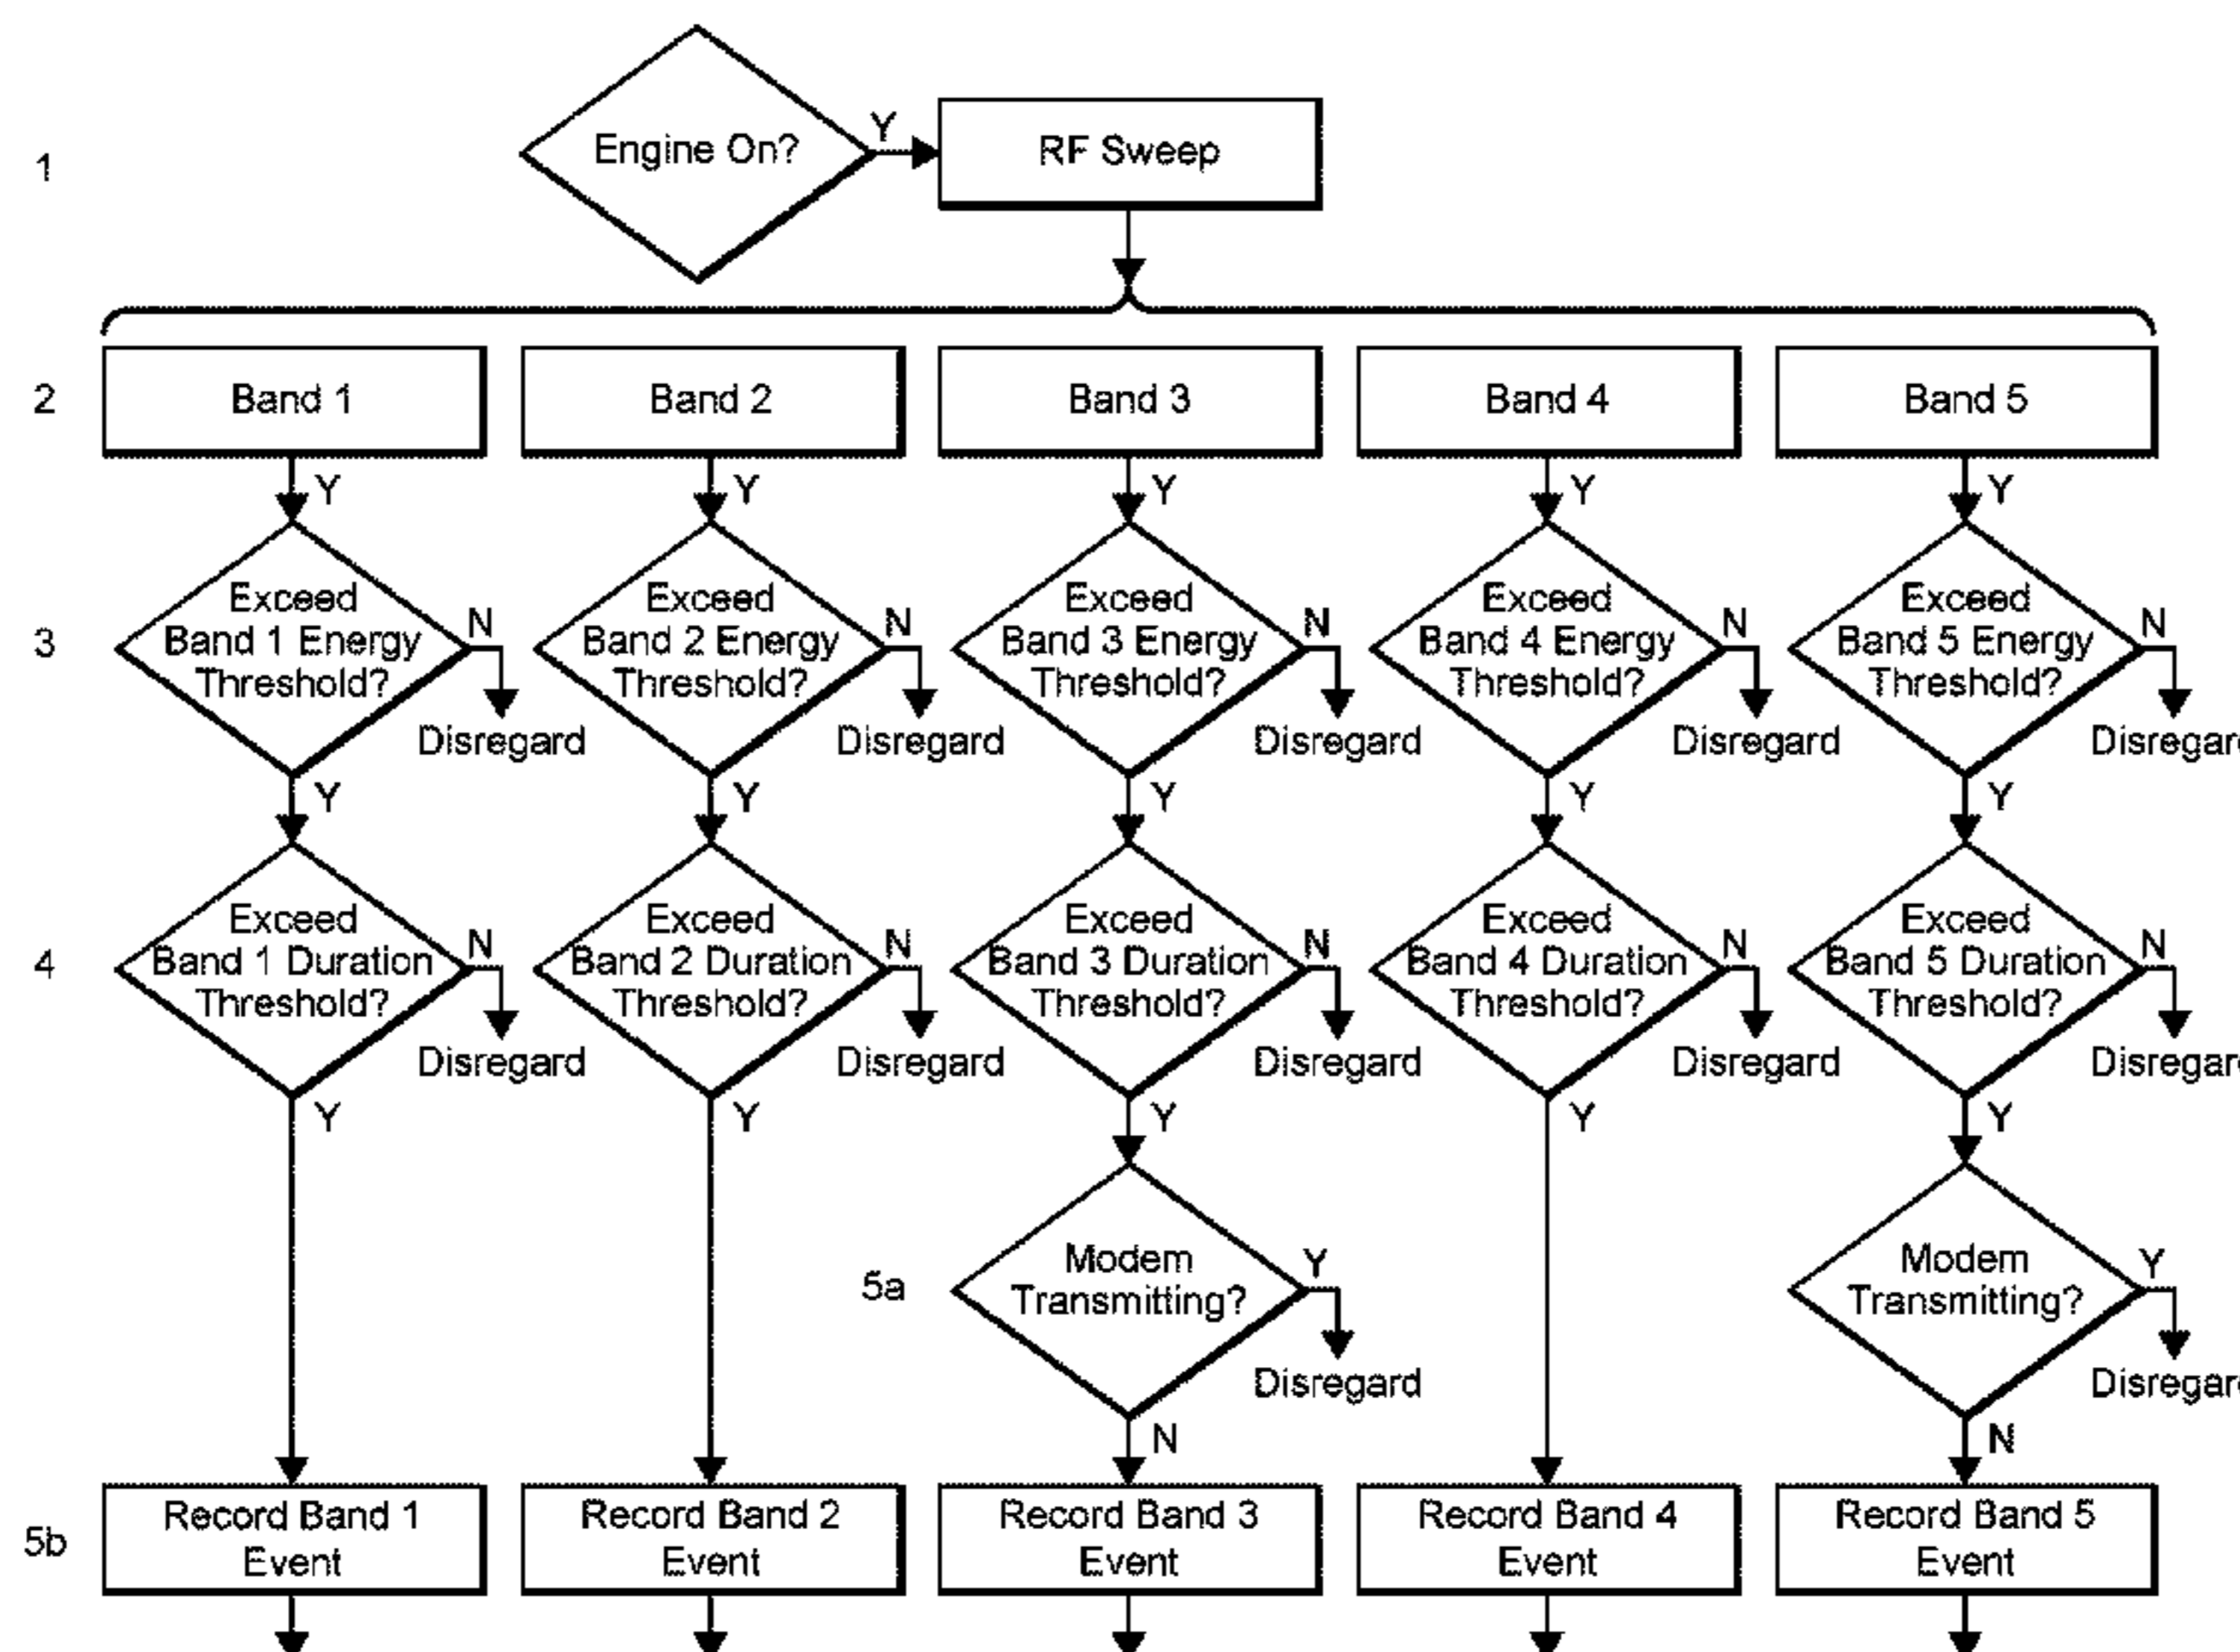 1
Engine On?
Y
RF Sweep
2
Band 1
Band 2
Band 3
Band 4
Band 5
Y
Y
Y
Y
Y
3
Exceed
Band 1 Energy
Threshold?
N
Disregard
Exceed
Band 2 Energy
Threshold?
N
Disregard
Exceed
Band 3 Energy
Threshold?
N
Disregard
Exceed
Band 4 Energy
Threshold?
N
Disregard
Exceed
Band 5 Energy
Threshold?
N
Disregar
Y
Y
Y
Y
Y
4
Exceed
Band 1 Duration
Threshold?
N
Disregard
Exceed
Band 2 Duration
Threshold?
N
Disregard
Exceed
Band 3 Duration
Threshold?
N
Disregard
Exceed
Band 4 Duration
Threshold?
N
Disregard
Exceed
Band 5 Duration
Threshold?
N
Disregar
Y
Y
Y
Y
Y
5a
Modem
Transmitting?
Y
Disregard
Modem
Transmitting?
Y
Disregar
N
N
5b
Record Band 1
Event
Record Band 2
Event
Record Band 3
Event
Record Band 4
Event
Record Band 5
Event